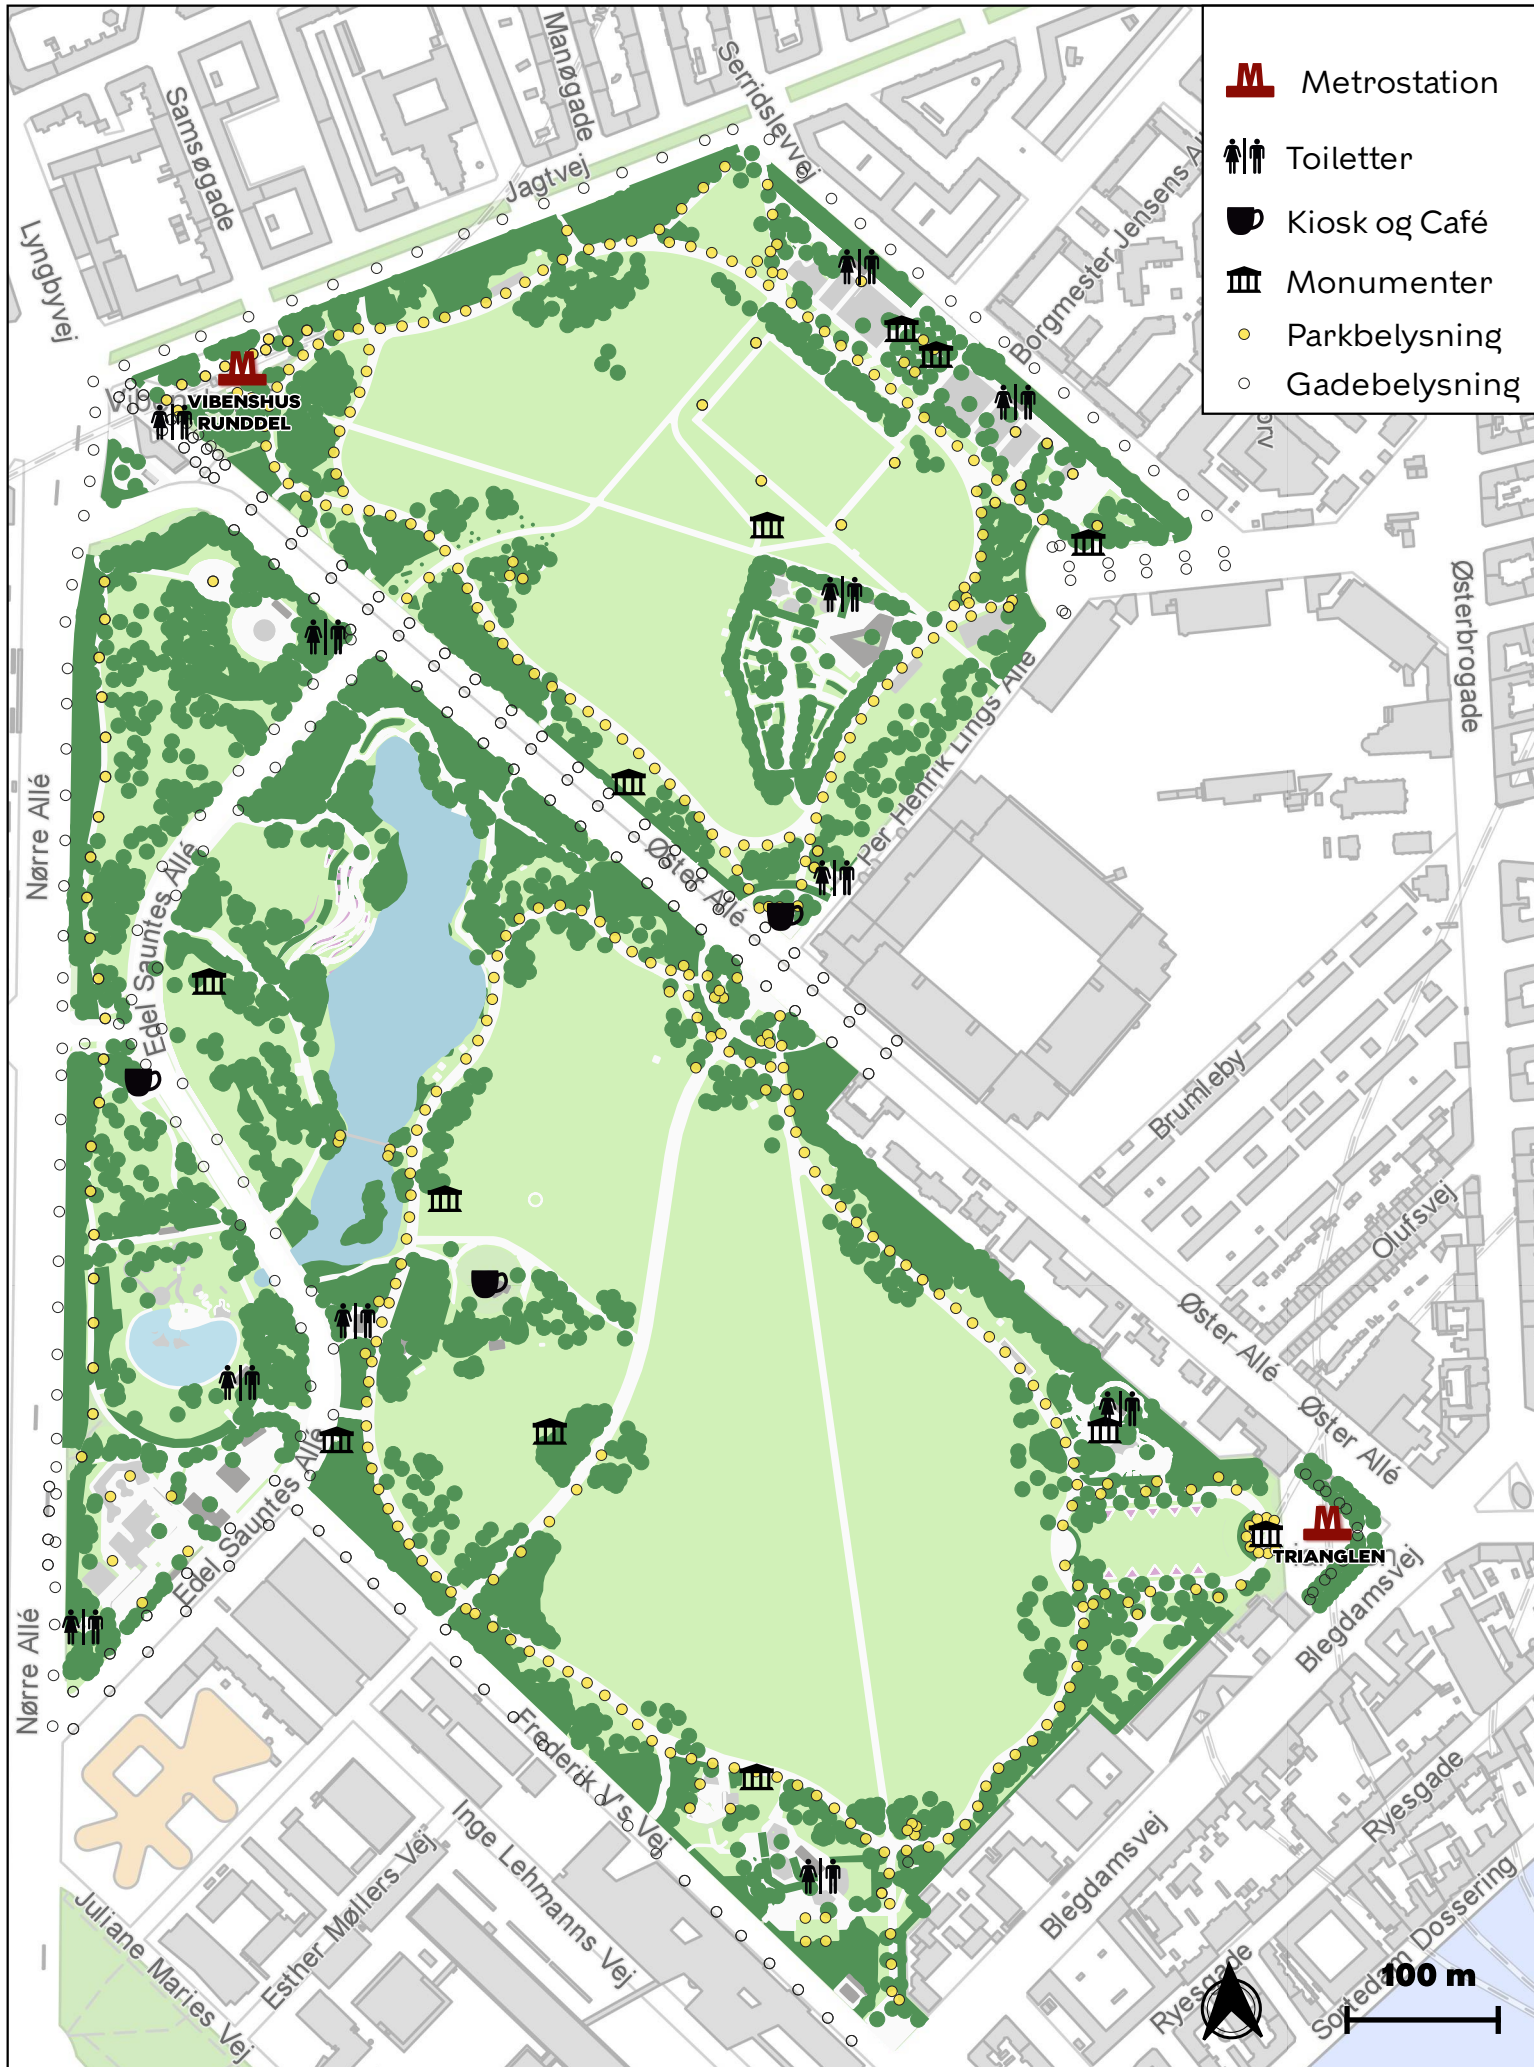 Metrostation
Toiletter
Kiosk og Café
Monumenter
Parkbelysning
Gadebelysning
Manøgade
Serridslevvej
Samsøgade
Jagtvej
Lyngbyvej
Borgmester Jensens
VIBENSHUS
RUNDDEL
Østerbrogade
Nørre Allé
Per Henrik Lings Allé
Øster Allé
Edel Sauntes Allé
Brumleby
Olufsvej
Øster Allé
Øster Allé
Edel Sauntes Allé
TRIANGLEN
Blegdamsvej
Nørre Allé
Frederik V's Vej
Inge Lehmanns Vej
Esther Møllers Vej
Juliane Maries Vej
Blegdamsvej
Ryesgade
Ryesgade
Sortedam Dossering
100 m